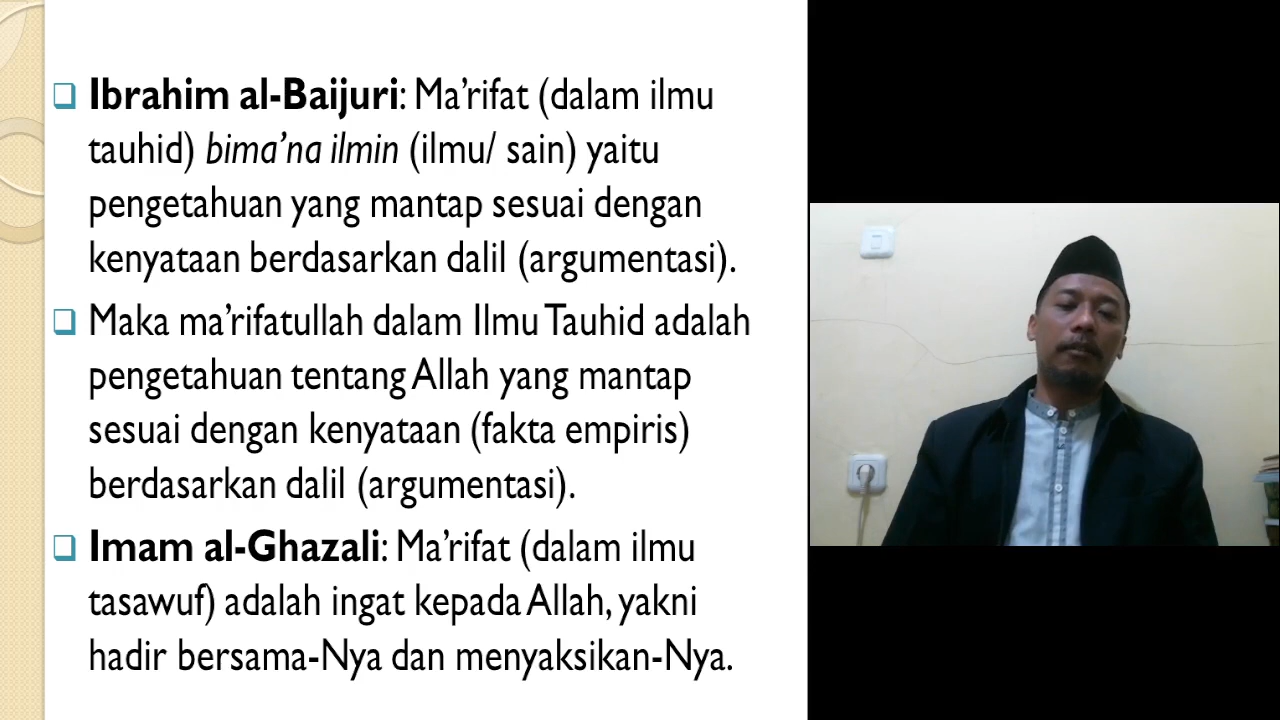 Ibrahim al-Baijuri: Ma’rifat (dalam ilmu
tauhid) bima’na ilmin (ilmu/ sain) yaitu
pengetahuan yang mantap sesuai dengan
kenyataan berdasarkan dalil (argumentasi).
Maka ma’rifatullah dalam Ilmu Tauhid adalah
pengetahuan tentang Allah yang mantap
sesuai dengan kenyataan (fakta empiris)
berdasarkan dalil (argumentasi).
Imam al-Ghazali: Ma’rifat (dalam ilmu
tasawuf) adalah ingat kepada Allah, yakni
hadir bersama-Nya dan menyaksikan-Nya.